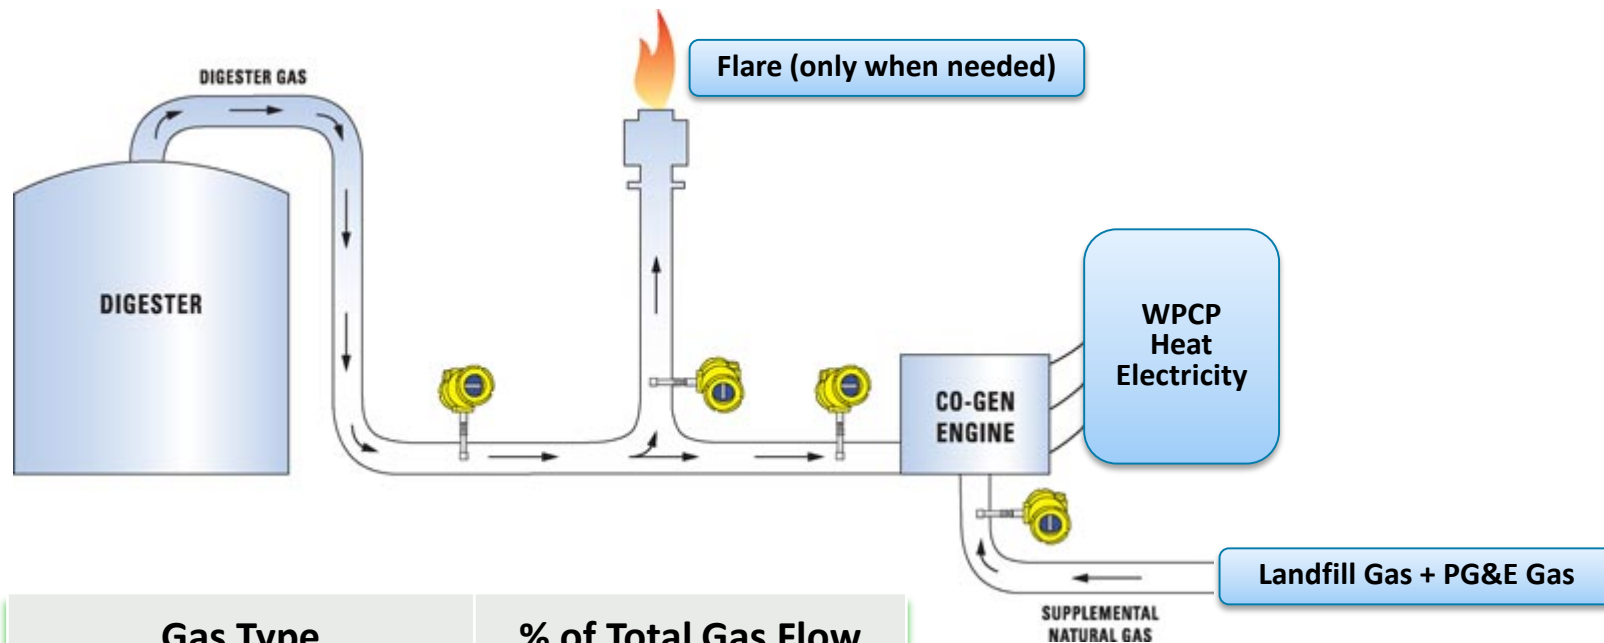 DIGESTER GAS
Flare (only when needed)
DIGESTER
WPCP
Heat
Electricity
CO-GEN
ENGINE
Landfill Gas + PG&E Gas
SUPPLEMENTAL
NATURAL GAS
Gas Type
% of Total Gas Flow